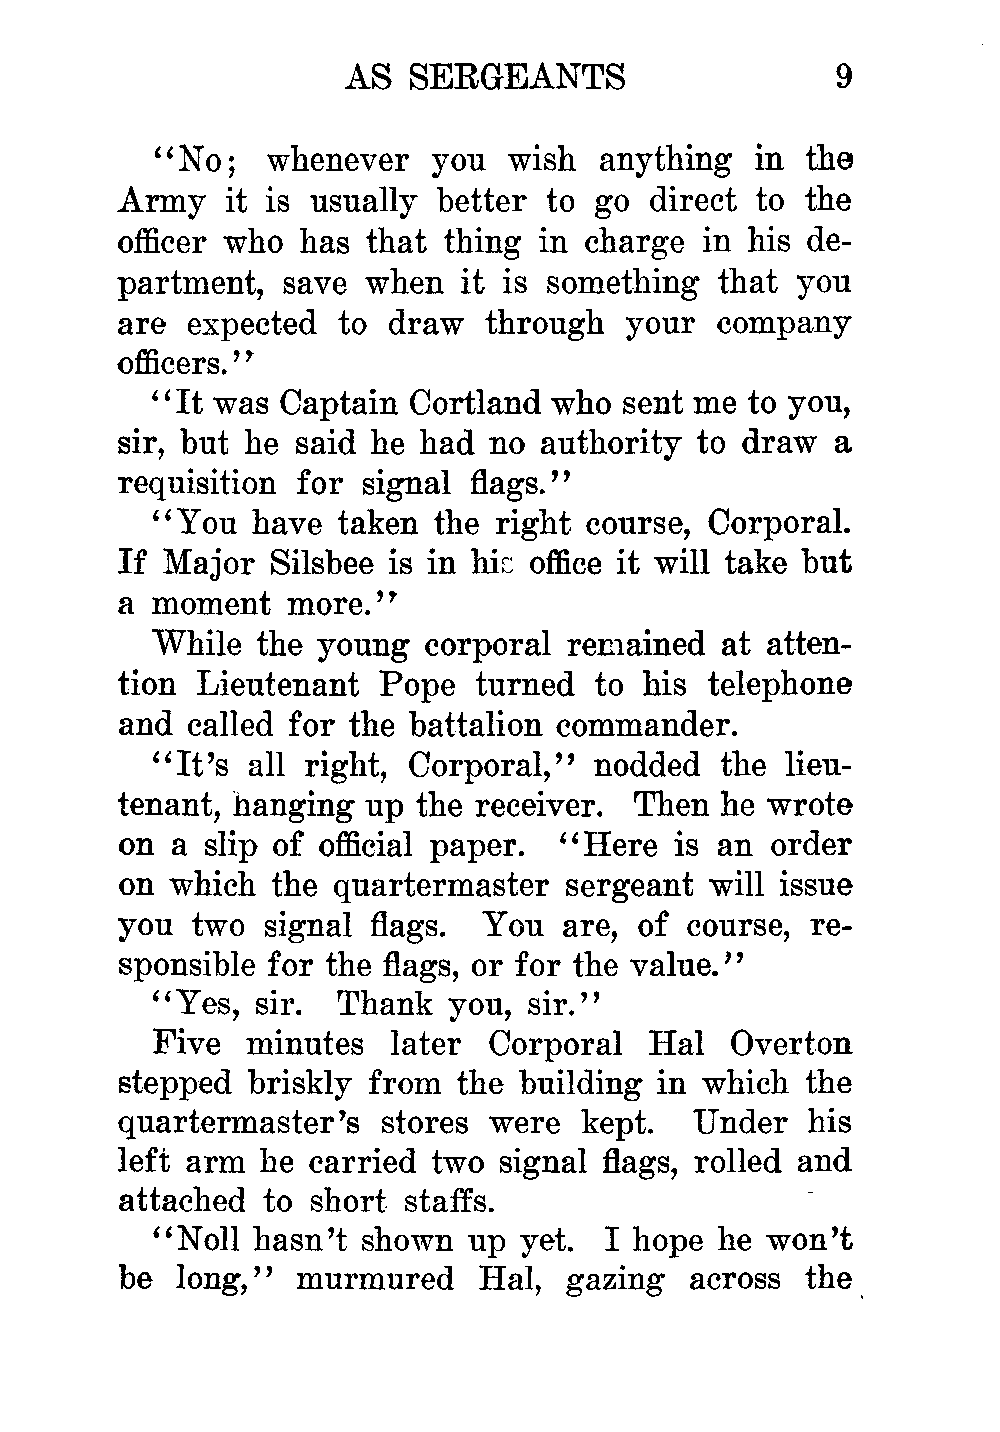 AS SERGEANTS 9
"No; whenever you wish anything in the
Army it is usually better to go direct to the
officer who has that thing in charge in his de-
partment, save when it is something that you
are expected to draw through your company
officers."
"It was Captain Cortland who sent me to you,
sir, but he said he had no authority to draw a
requisition for signal flags."
"You have taken the right course, Corporal.
If Major Silsbee is in his office it will take but
a moment more."
While the young corporal remained at atten-
tion Lieutenant Pope turned to his telephone
and called for the battalion commander.
"It's all right, Corporal," nodded the lieu-
tenant, hanging up the receiver. Then he wrote
on a slip of official paper. "Here is an order
on which the quartermaster sergeant will issue
you two signal flags. You are, of course, re-
sponsible for the flags, or for the value."
"Yes, sir. Thank you, sir."
Five minutes later Corporal Hal Overton
stepped briskly from the building in which the
quartermaster's stores were kept. Under his
left arm he carried two signal flags, rolled and
attached to short staffs.
"Noll hasn't shown up yet. I hope he won't
be long," murmured Hal, gazing across the